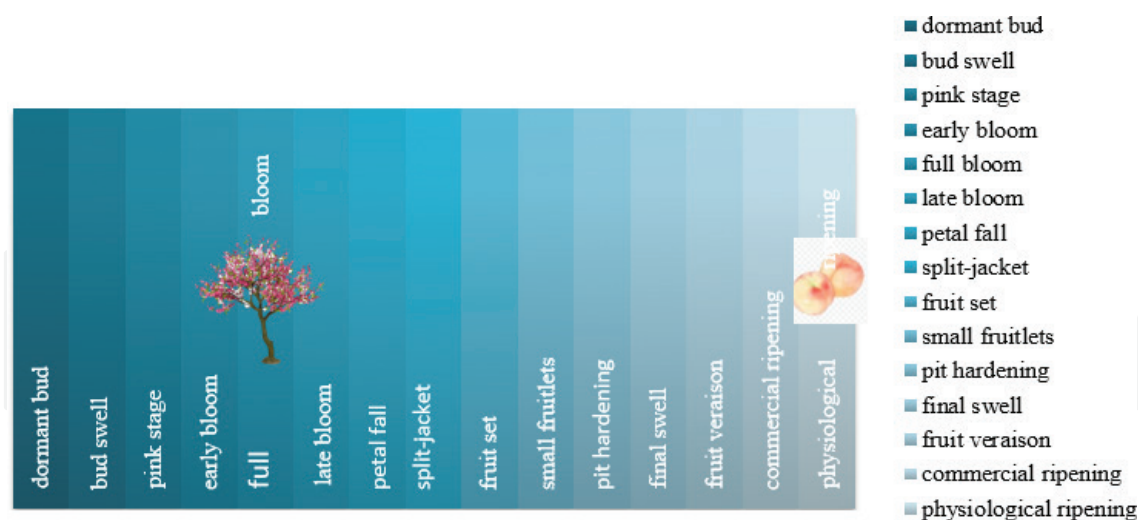 dormant bud
bud swell
pink stage
early bloom
full bloom
late bloom
petal fall
split-jacket
fruit set
small fruitlets
pit hardening
final swell
fruit veraison
commercial ripening
physiological ripening
dormant bud
bud swell
pink stage
early bloom
full bloom
late bloom
petal fall
split-jacket
fruit set
small fruitlets
pit hardening
final swell
fruit veraison
commercial ripening
physiological ripening